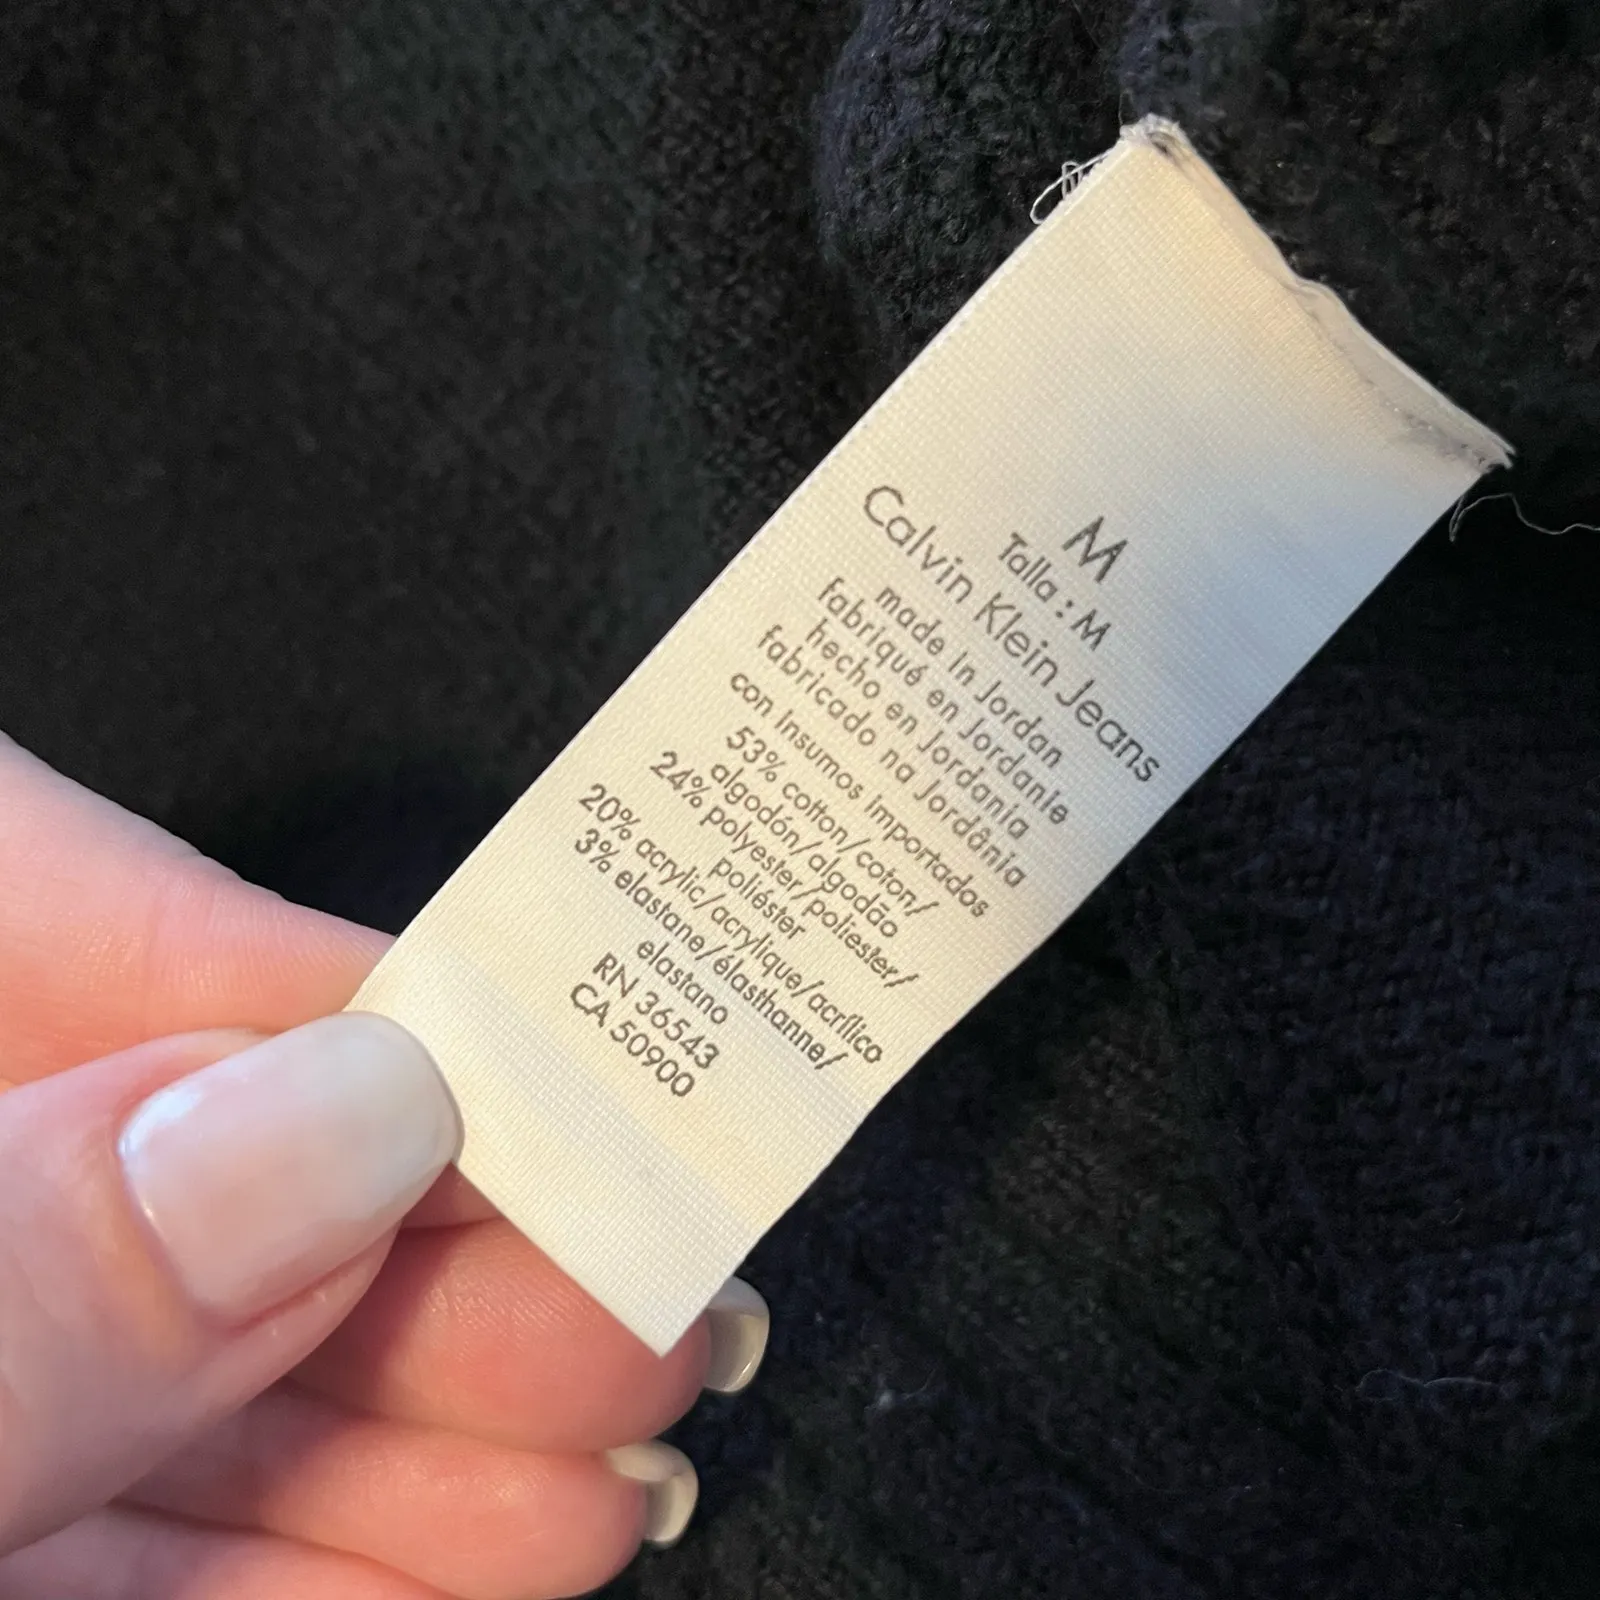 M
Talla : M
Calvin Klein Jeans
made in Jordan
fabriqué en Jordanie
hecho en Jordania
fabricado na Jordânia
con insumos importados
53% cotton/coton/
algodón/algodão
24% polyester/poliester/
poliéster
20% acrylic/acrylique/acrílico
3% elastane/élasthanne/
elastano
RN 36543
CA 50900